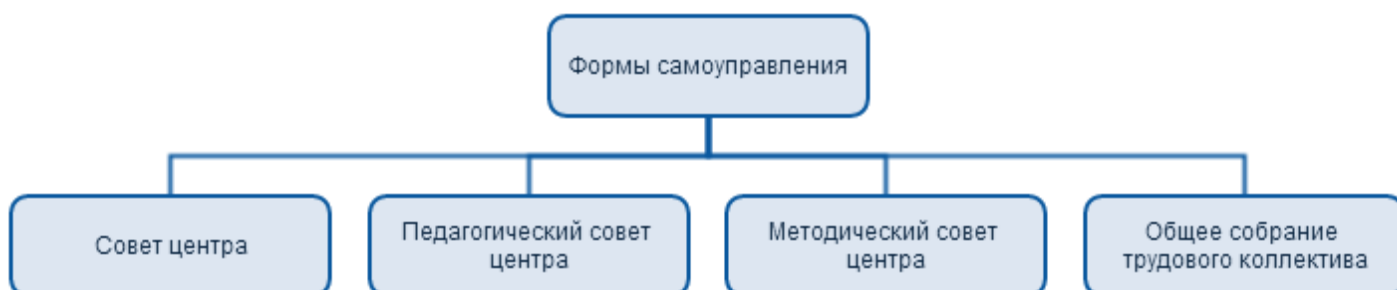 Формы самоуправления
Совет центра
Педагогический совет
центра
Методический совет
центра
Общее собрание
трудового коллектива